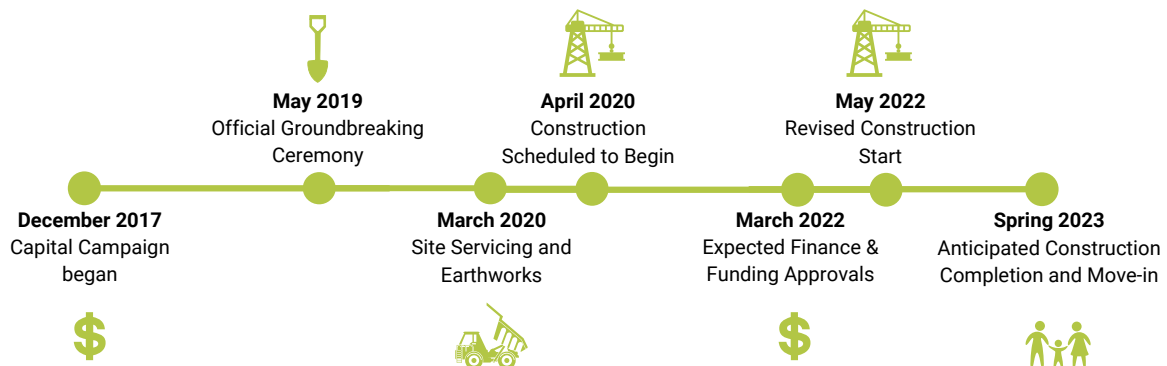 May 2019
Official Groundbreaking
Ceremony
April 2020
Construction
Scheduled to Begin
May 2022
Revised Construction
Start
December 2017
Capital Campaign
began
$
March 2020
Site Servicing and
Earthworks
March 2022
Expected Finance &
Funding Approvals
$
Spring 2023
Anticipated Construction
Completion and Move-in